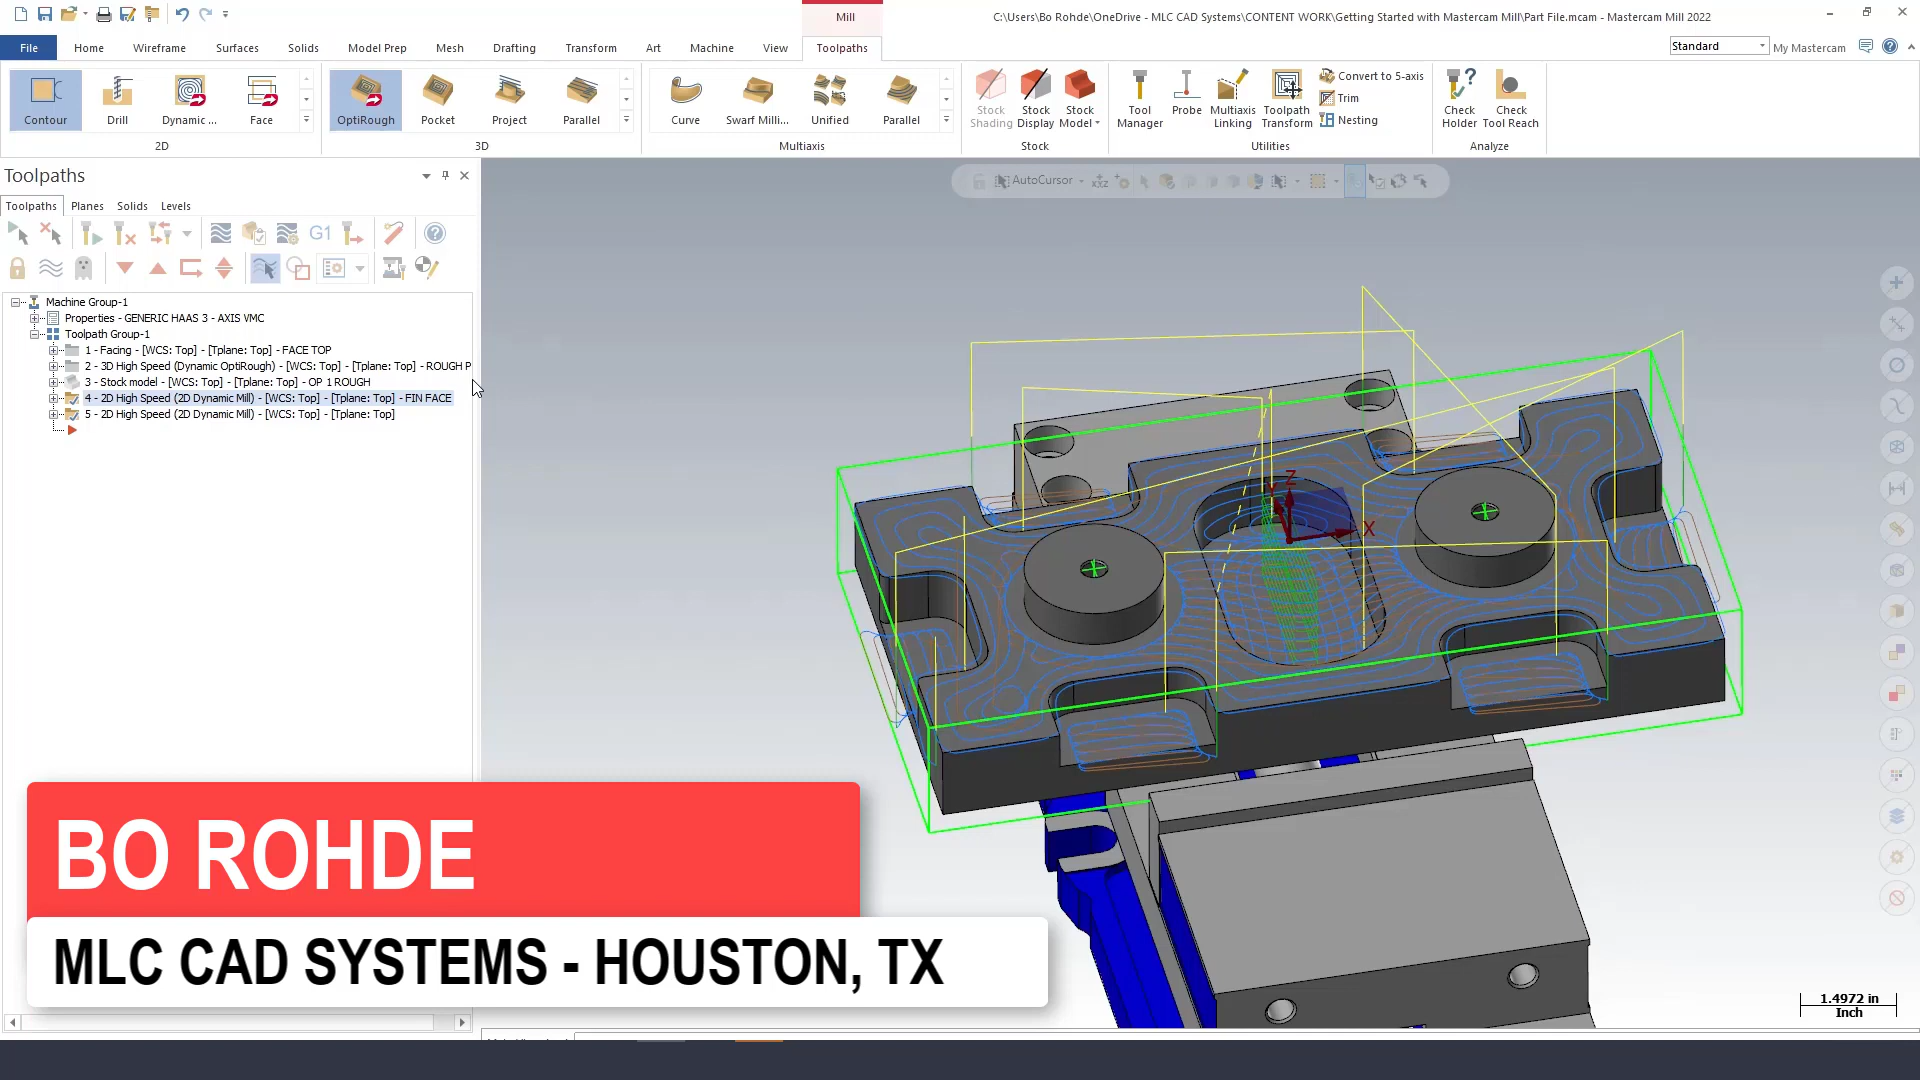 Mill
C:\Users\Bo Rohde\OneDrive - MLC CAD Systems\CONTENT WORK\Getting Started with Mastercam Mill\Part File.mcam - Mastercam Mill 2022
File
Home
Wireframe
Surfaces
Solids
Model Prep
Mesh
Drafting
Transform
Art
Machine
View
Toolpaths
Standard
My Mastercam
Contour
Drill
Dynamic ...
Face
2D
OptiRough
Pocket
Project
Parallel
3D
Curve
Swarf Milli...
Unified
Parallel
Multiaxis
Stock
Shading
Stock
Display
Stock
Model
Stock
Tool
Manager
Probe
Multiaxis
Linking
Toolpath
Transform
Convert to 5-axis
Trim
Nesting
Utilities
Check
Holder
Check
Tool Reach
Analyze
Toolpaths
Toolpaths
Planes
Solids
Levels
G1
AutoCursor
Machine Group-1
Properties - GENERIC HAAS 3 - AXIS VMC
Toolpath Group-1
1 - Facing - [WCS: Top] - [Tplane: Top] - FACE TOP
2 - 3D High Speed (Dynamic OptiRough) - [WCS: Top] - [Tplane: Top] - ROUGH P
3 - Stock model - [WCS: Top] - [Tplane: Top] - OP 1 ROUGH
4 - 2D High Speed (2D Dynamic Mill) - [WCS: Top] - [Tplane: Top] - FIN FACE
5 - 2D High Speed (2D Dynamic Mill) - [WCS: Top] - [Tplane: Top]
Z
X
BO ROHDE
MLC CAD SYSTEMS - HOUSTON, TX
1.4972 in
Inch